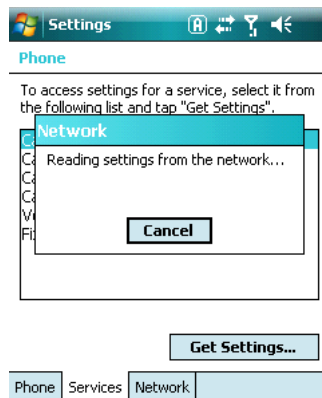 Settings
Phone
To access settings for a service, select it from
the following list and tap "Get Settings".
Network
Reading settings from the network...
Cancel
Get Settings...
Phone Services Network